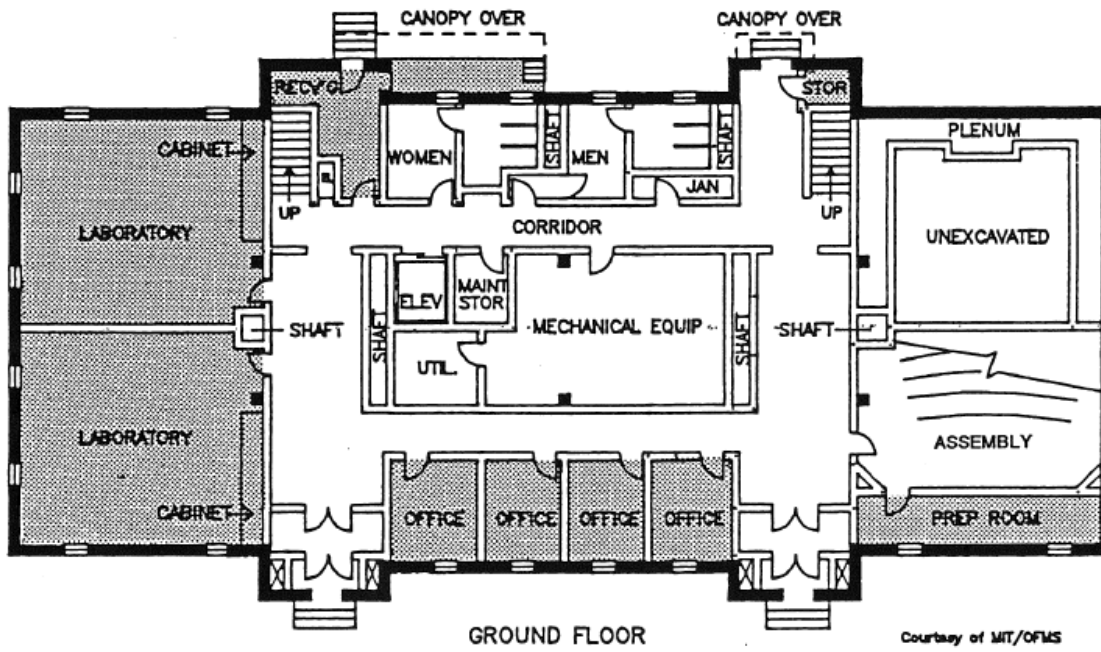 CANOPY OVER
CANOPY OVER
RECV'G
STOR
PLENUM
CABINET
WOMEN
SHAFT
MEN
SHAFT
JAN
UP
UP
CORRIDOR
LABORATORY
UNEXCAVATED
ELEV
MAINT
STOR
SHAFT
SHAFT
MECHANICAL EQUIP
SHAFT
SHAFT
UTIL.
LABORATORY
ASSEMBLY
CABINET
OFFICE
OFFICE
OFFICE
OFFICE
PREP ROOM
GROUND FLOOR
Courtesy of MIT/OFMS